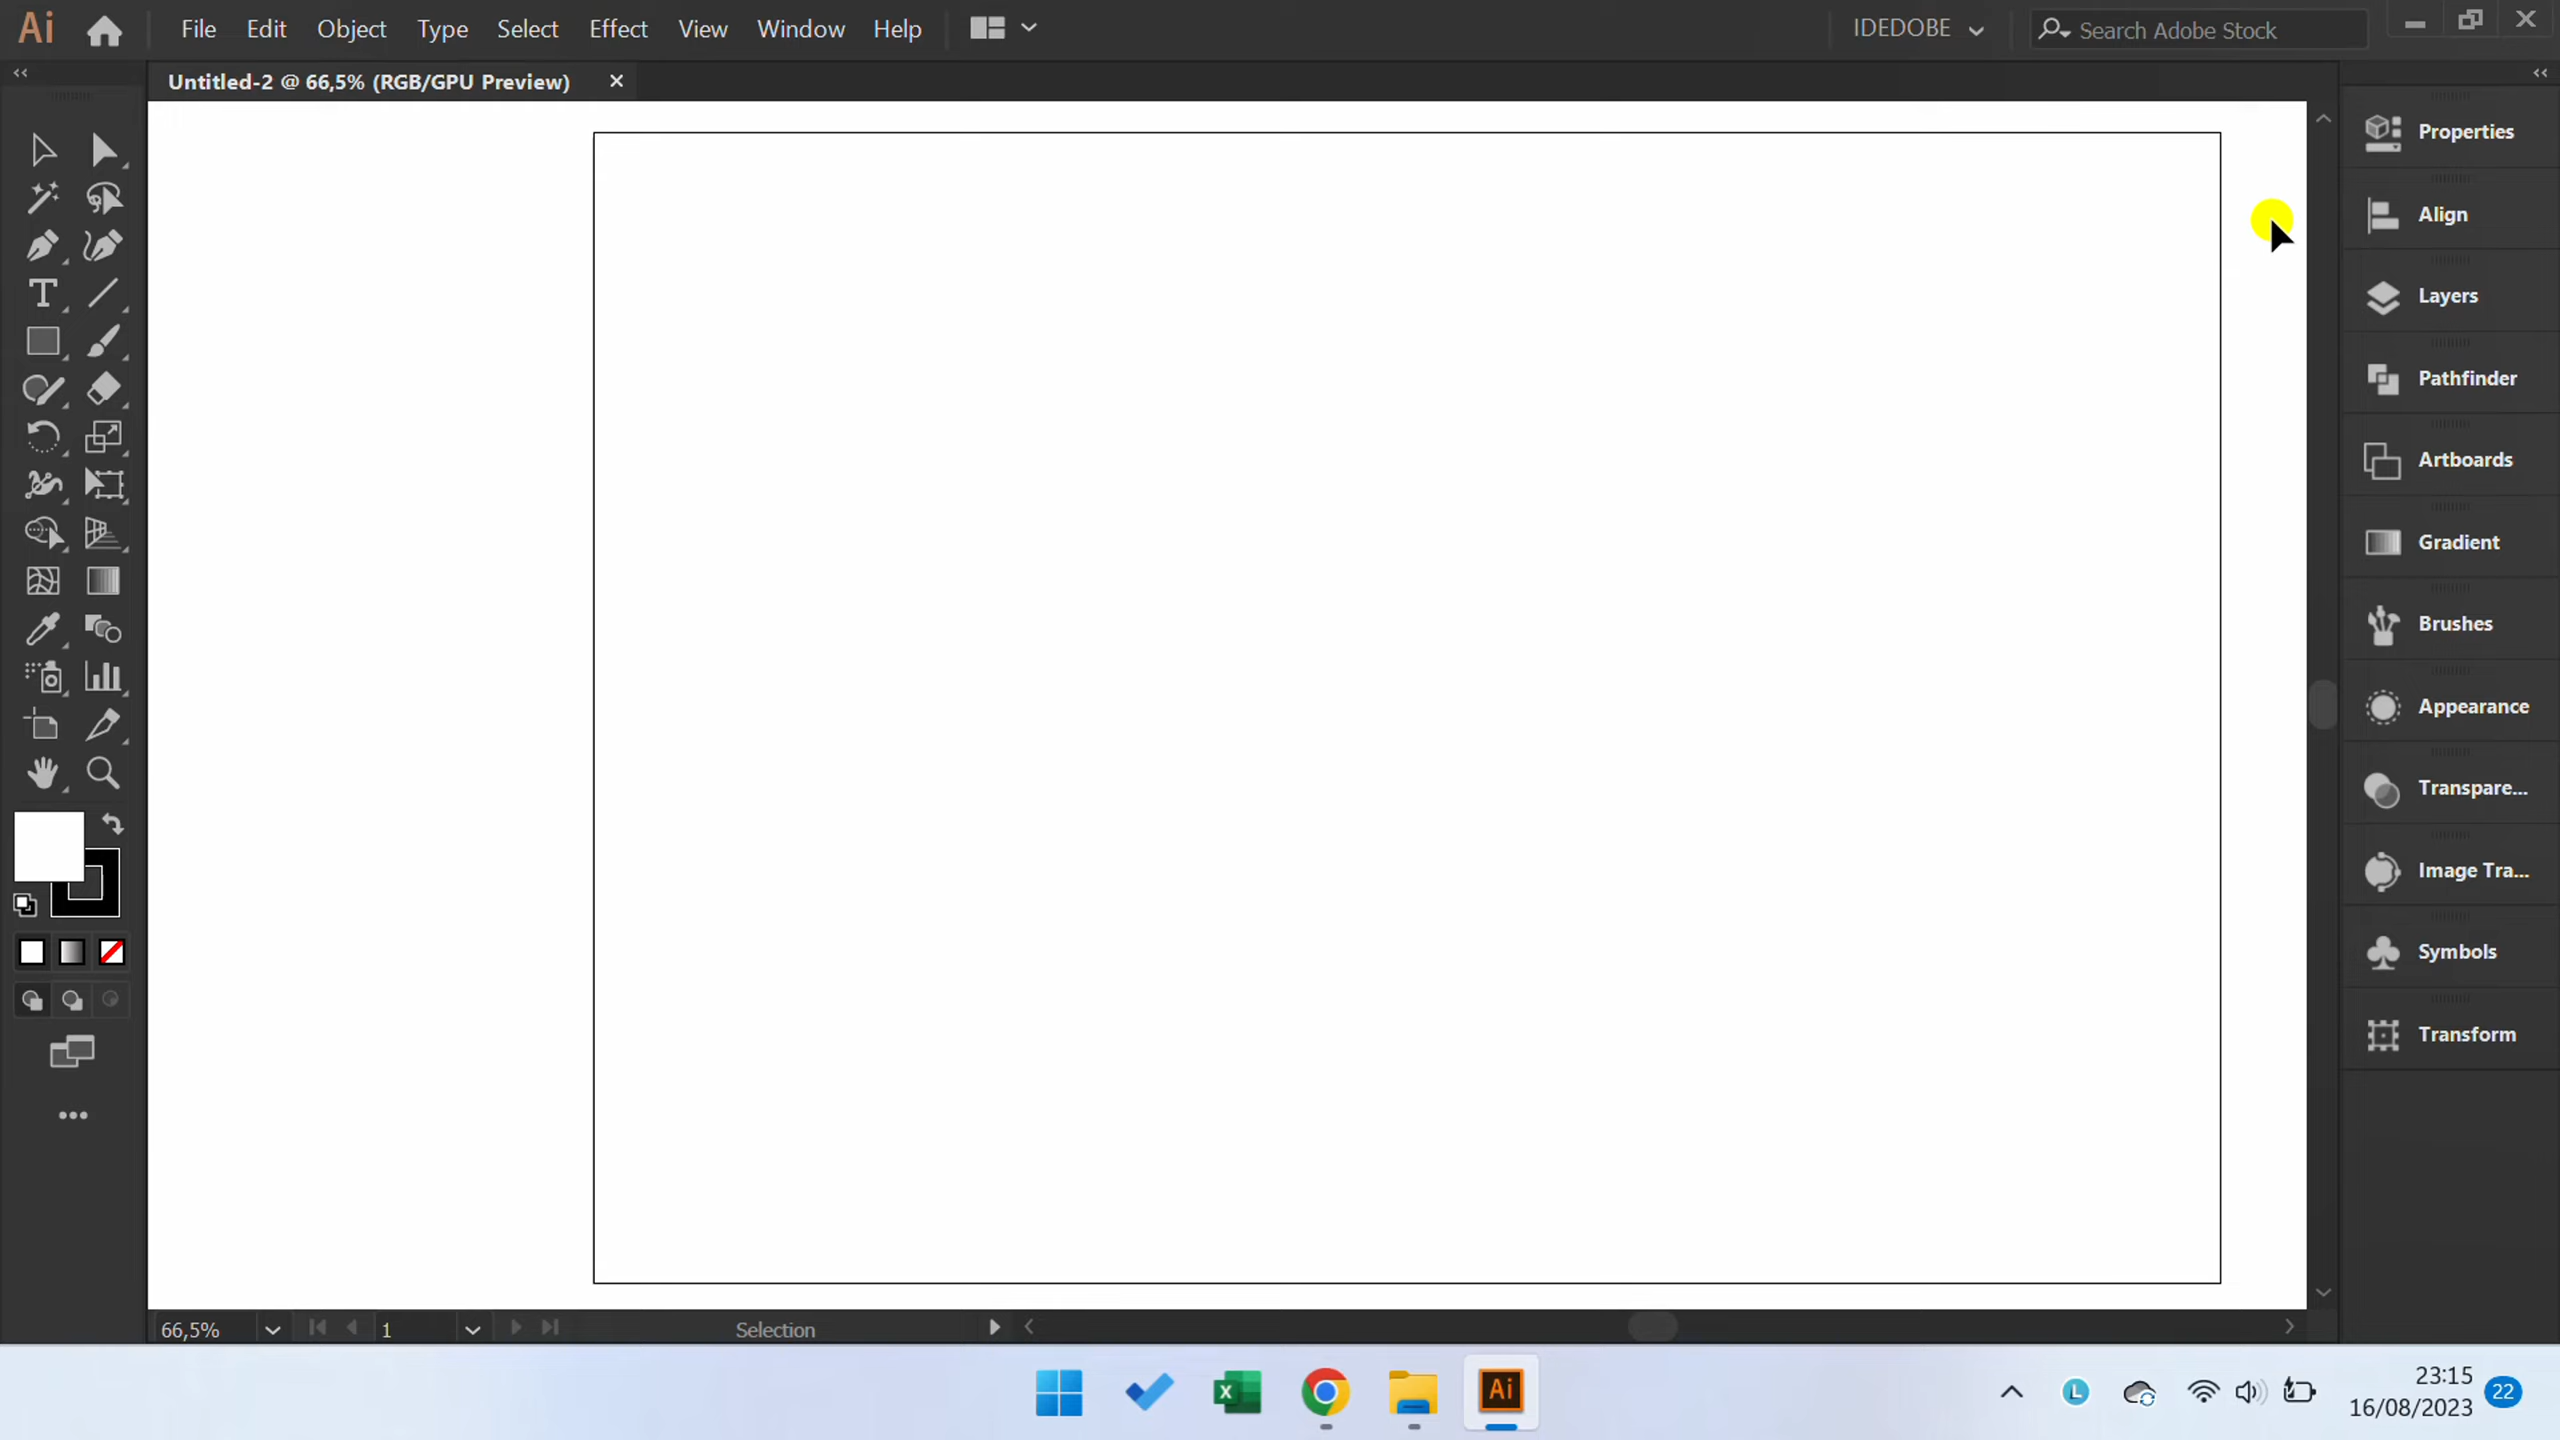 Ai File Edit Object Type Select Effect View Window Help IDEDOBE Search Adobe Stock
Untitled-2 @ 66,5% (RGB/GPU Preview)
Properties
Align
Layers
Pathfinder
Artboards
Gradient
Brushes
Appearance
Transpare...
Image Tra...
Symbols
Transform
66,5% 1 Selection
Ai
L
23:15
16/08/2023
22